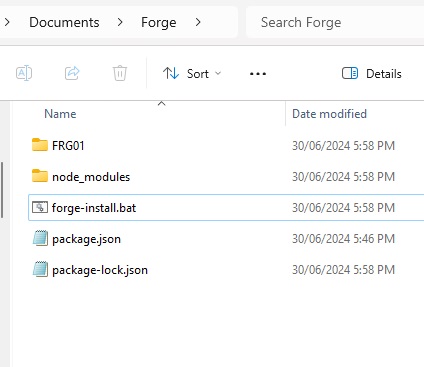 Documents > Forge > Search Forge
Sort Details
Name Date modified
FRG01 30/06/2024 5:58 PM
node_modules 30/06/2024 5:58 PM
forge-install.bat 30/06/2024 5:58 PM
package.json 30/06/2024 5:46 PM
package-lock.json 30/06/2024 5:58 PM